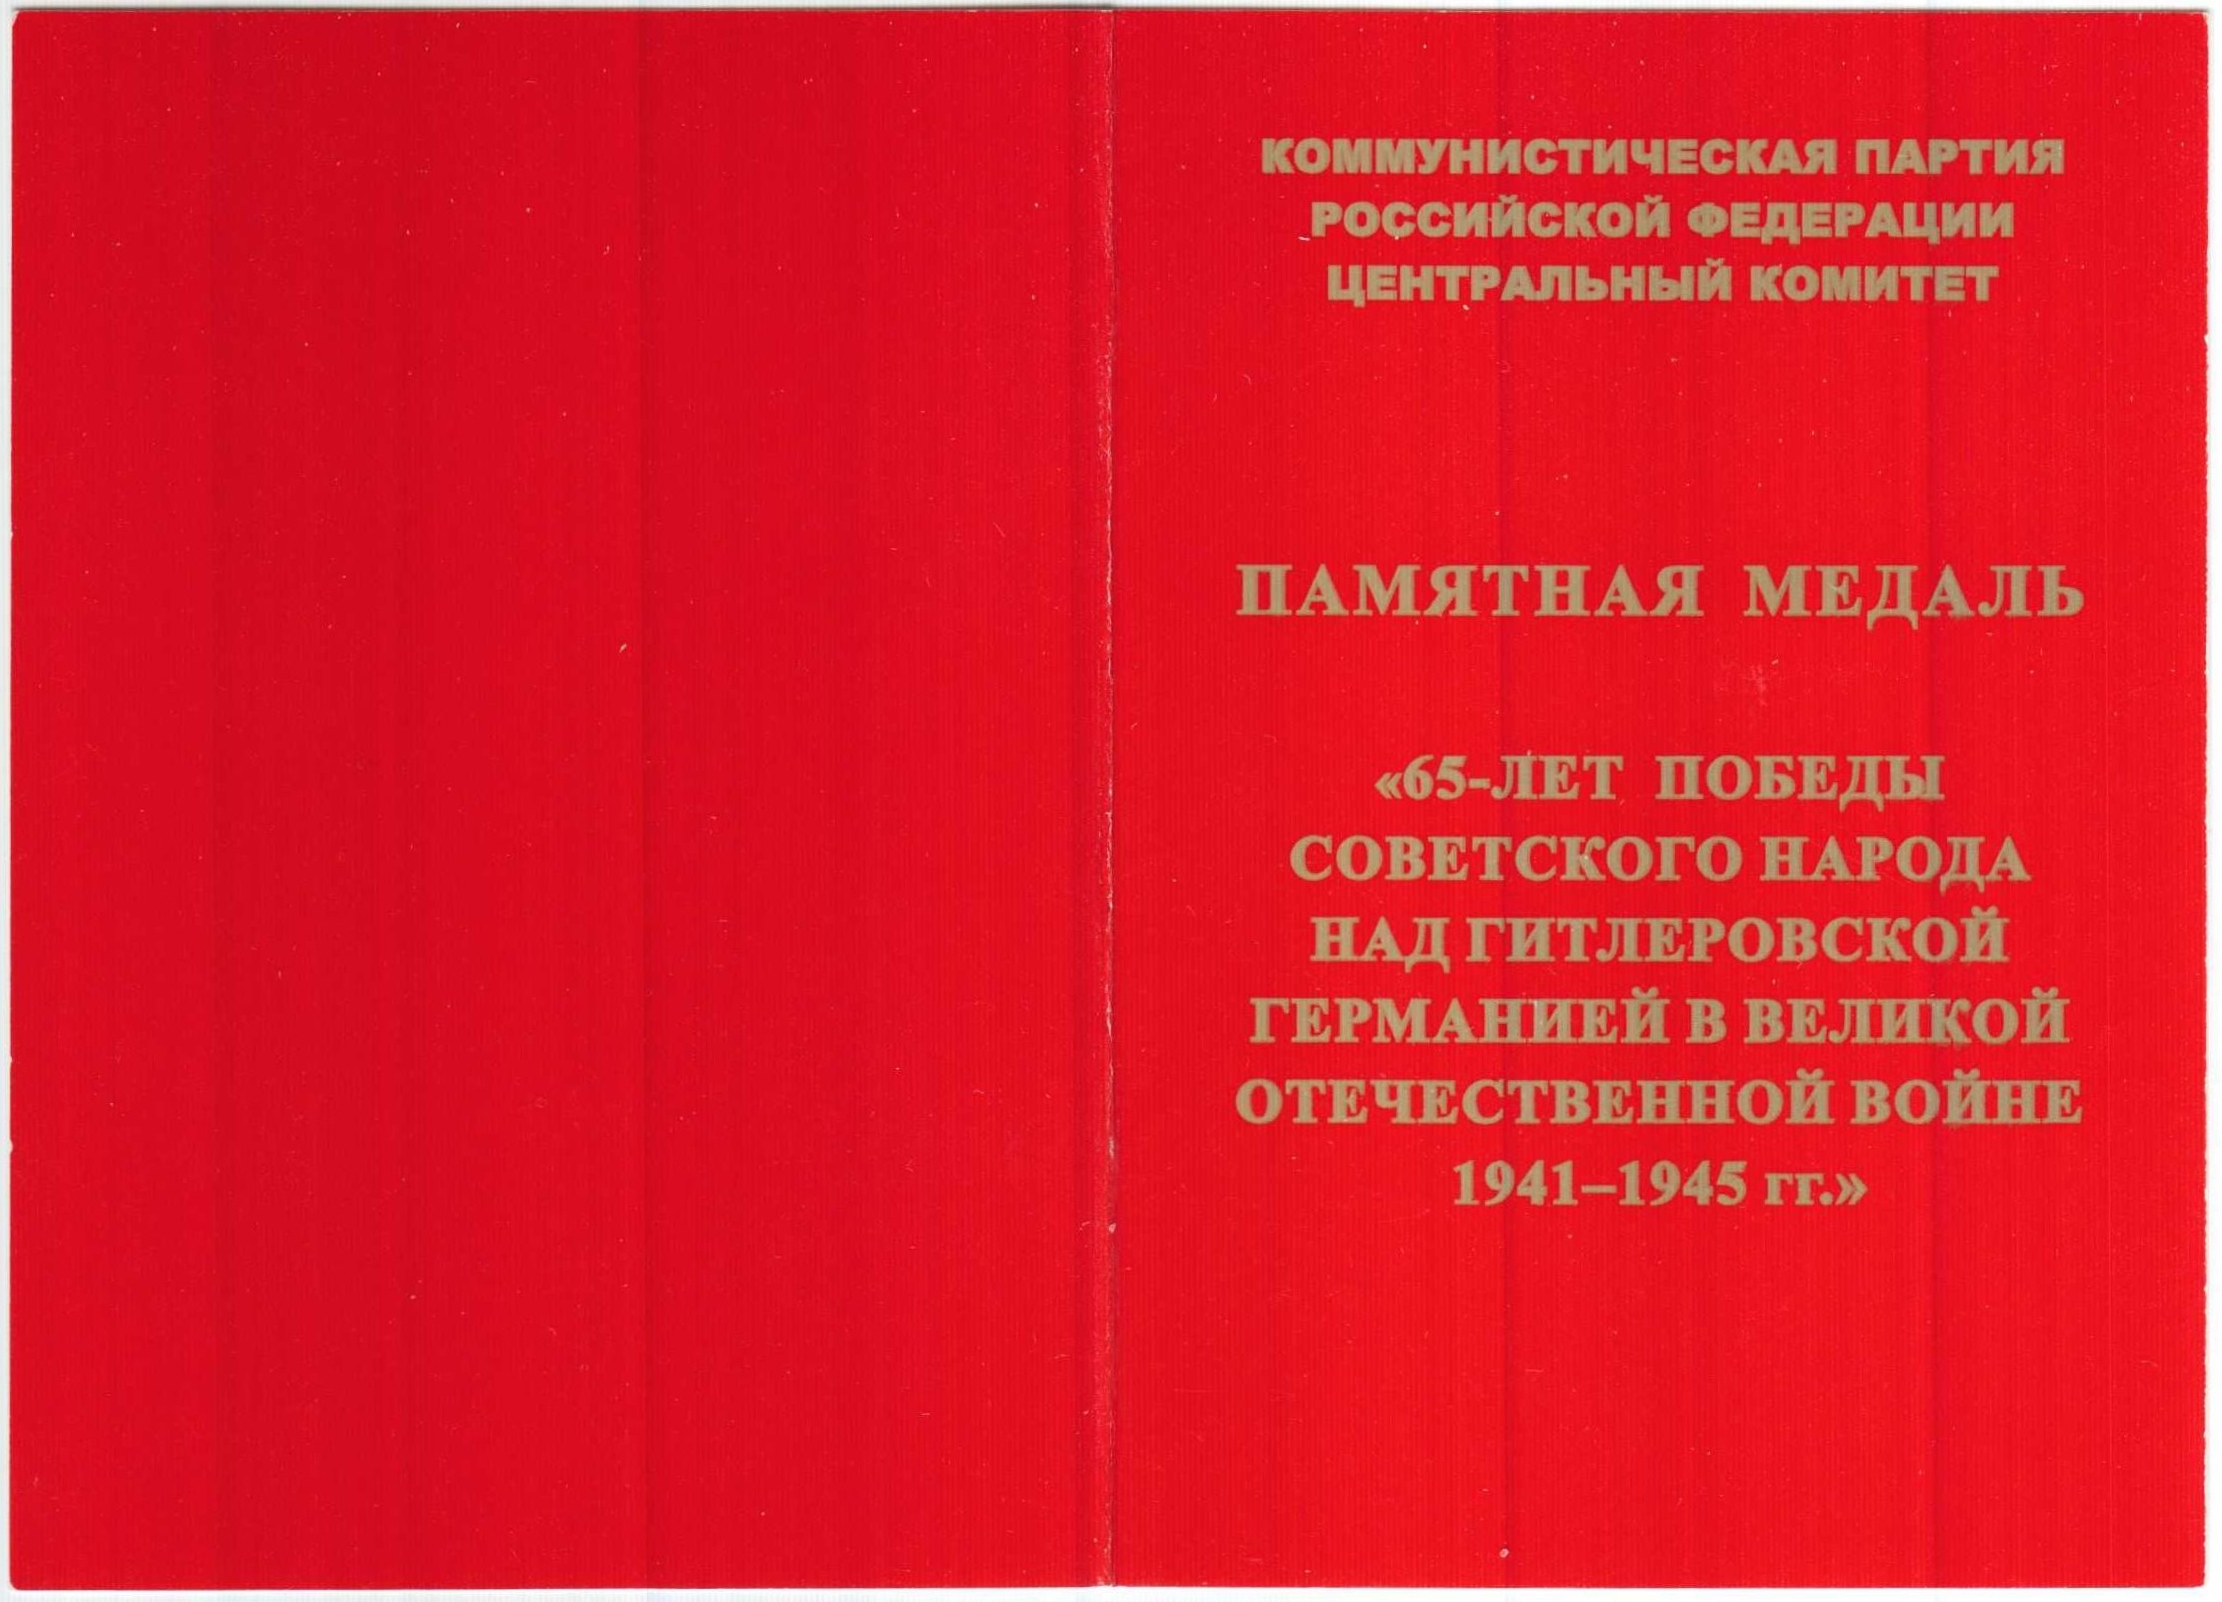 КОММУНИСТИЧЕСКАЯ ПАРТИЯ
РОССИЙСКОЙ ФЕДЕРАЦИИ
ЦЕНТРАЛЬНЫЙ КОМИТЕТ
ПАМЯТНАЯ МЕДАЛЬ
«65-ЛЕТ ПОБЕДЫ
СОВЕТСКОГО НАРОДА
НАД ГИТЛЕРОВСКОЙ
ГЕРМАНИЕЙ В ВЕЛИКОЙ
ОТЕЧЕСТВЕННОЙ ВОЙНЕ
1941–1945 гг.»